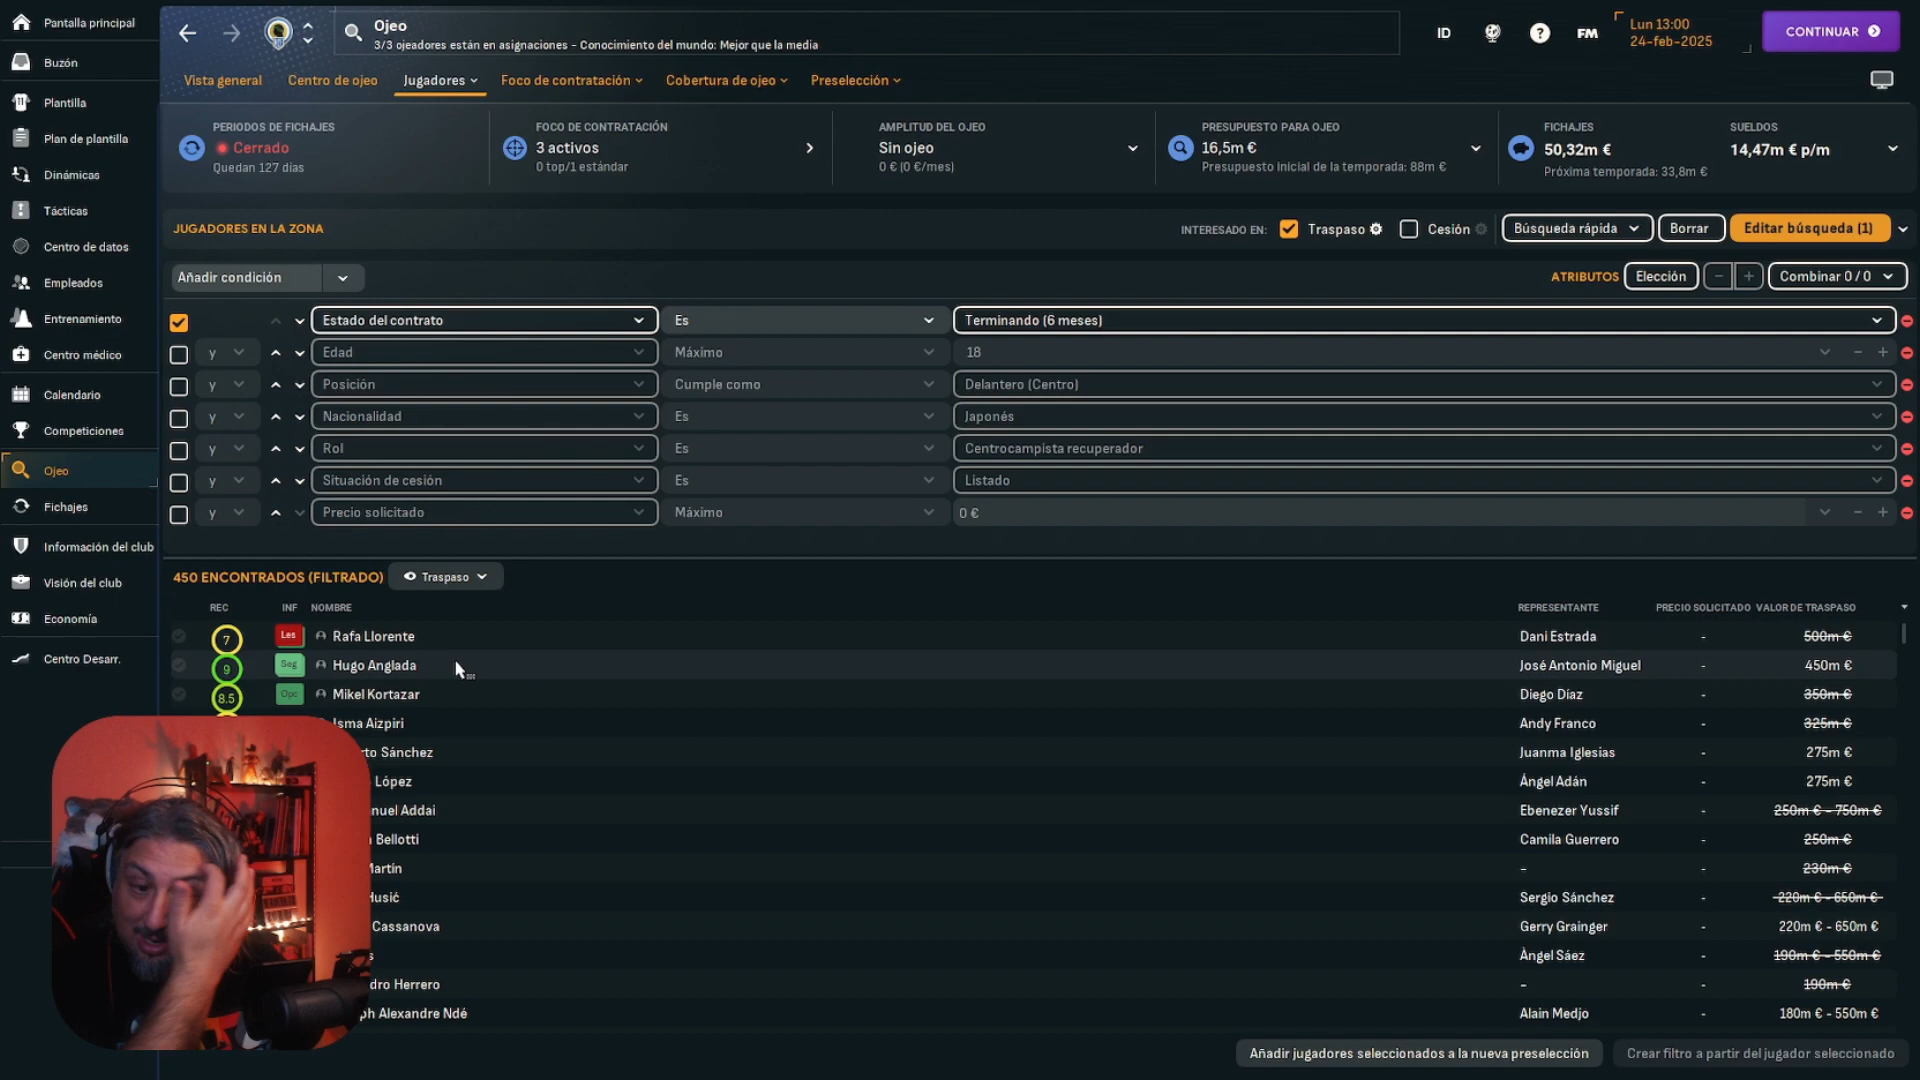 Pantalla principal
Buzón
Plantilla
Plan de plantilla
Dinámicas
Tácticas
Centro de datos
Empleados
Entrenamiento
Centro médico
Calendario
Competiciones
Ojeo
Fichajes
Información del club
Visión del club
Economía
Centro Desarr.
Ojeo
3/3 ojeadores están en asignaciones - Conocimiento del mundo: Mejor que la media
ID
?
FM
Lun 13:00
24-feb-2025
CONTINUAR
Vista general
Centro de ojeo
Jugadores
Foco de contratación
Cobertura de ojeo
Preselección
PERIODOS DE FICHAJES
Cerrado
Quedan 127 días
FOCO DE CONTRATACIÓN
3 activos
0 top/1 estándar
AMPLITUD DEL OJEO
Sin ojeo
0 € (0 €/mes)
PRESUPUESTO PARA OJEO
16,5m €
Presupuesto inicial de la temporada: 88m €
FICHAJES
50,32m €
Próxima temporada: 33,8m €
SUELDOS
14,47m € p/m
JUGADORES EN LA ZONA
INTERESADO EN:
Traspaso
Cesión
Búsqueda rápida
Borrar
Editar búsqueda (1)
Añadir condición
ATRIBUTOS
Elección
− +
Combinar 0 / 0
Estado del contrato Es Terminando (6 meses)
y Edad Máximo 18
y Posición Cumple como Delantero (Centro)
y Nacionalidad Es Japonés
y Rol Es Centrocampista recuperador
y Situación de cesión Es Listado
y Precio solicitado Máximo 0 €
450 ENCONTRADOS (FILTRADO)
Traspaso
REC INF NOMBRE REPRESENTANTE PRECIO SOLICITADO VALOR DE TRASPASO
7 Les Rafa Llorente Dani Estrada - 500m €
9 Seg Hugo Anglada José Antonio Miguel - 450m €
8.5 Opc Mikel Kortazar Diego Díaz - 350m €
Isma Aizpiri Andy Franco - 325m €
to Sánchez Juanma Iglesias - 275m €
López Ángel Adán - 275m €
nuel Addai Ebenezer Yussif - 250m € - 750m €
Bellotti Camila Guerrero - 250m €
Martín - - 230m €
Husić Sergio Sánchez - 220m € - 650m €
Cassanova Gerry Grainger - 220m € - 650m €
s Àngel Sáez - 190m € - 550m €
dro Herrero - - 190m €
ph Alexandre Ndé Alain Medjo - 180m € - 550m €
Añadir jugadores seleccionados a la nueva preselección
Crear filtro a partir del jugador seleccionado